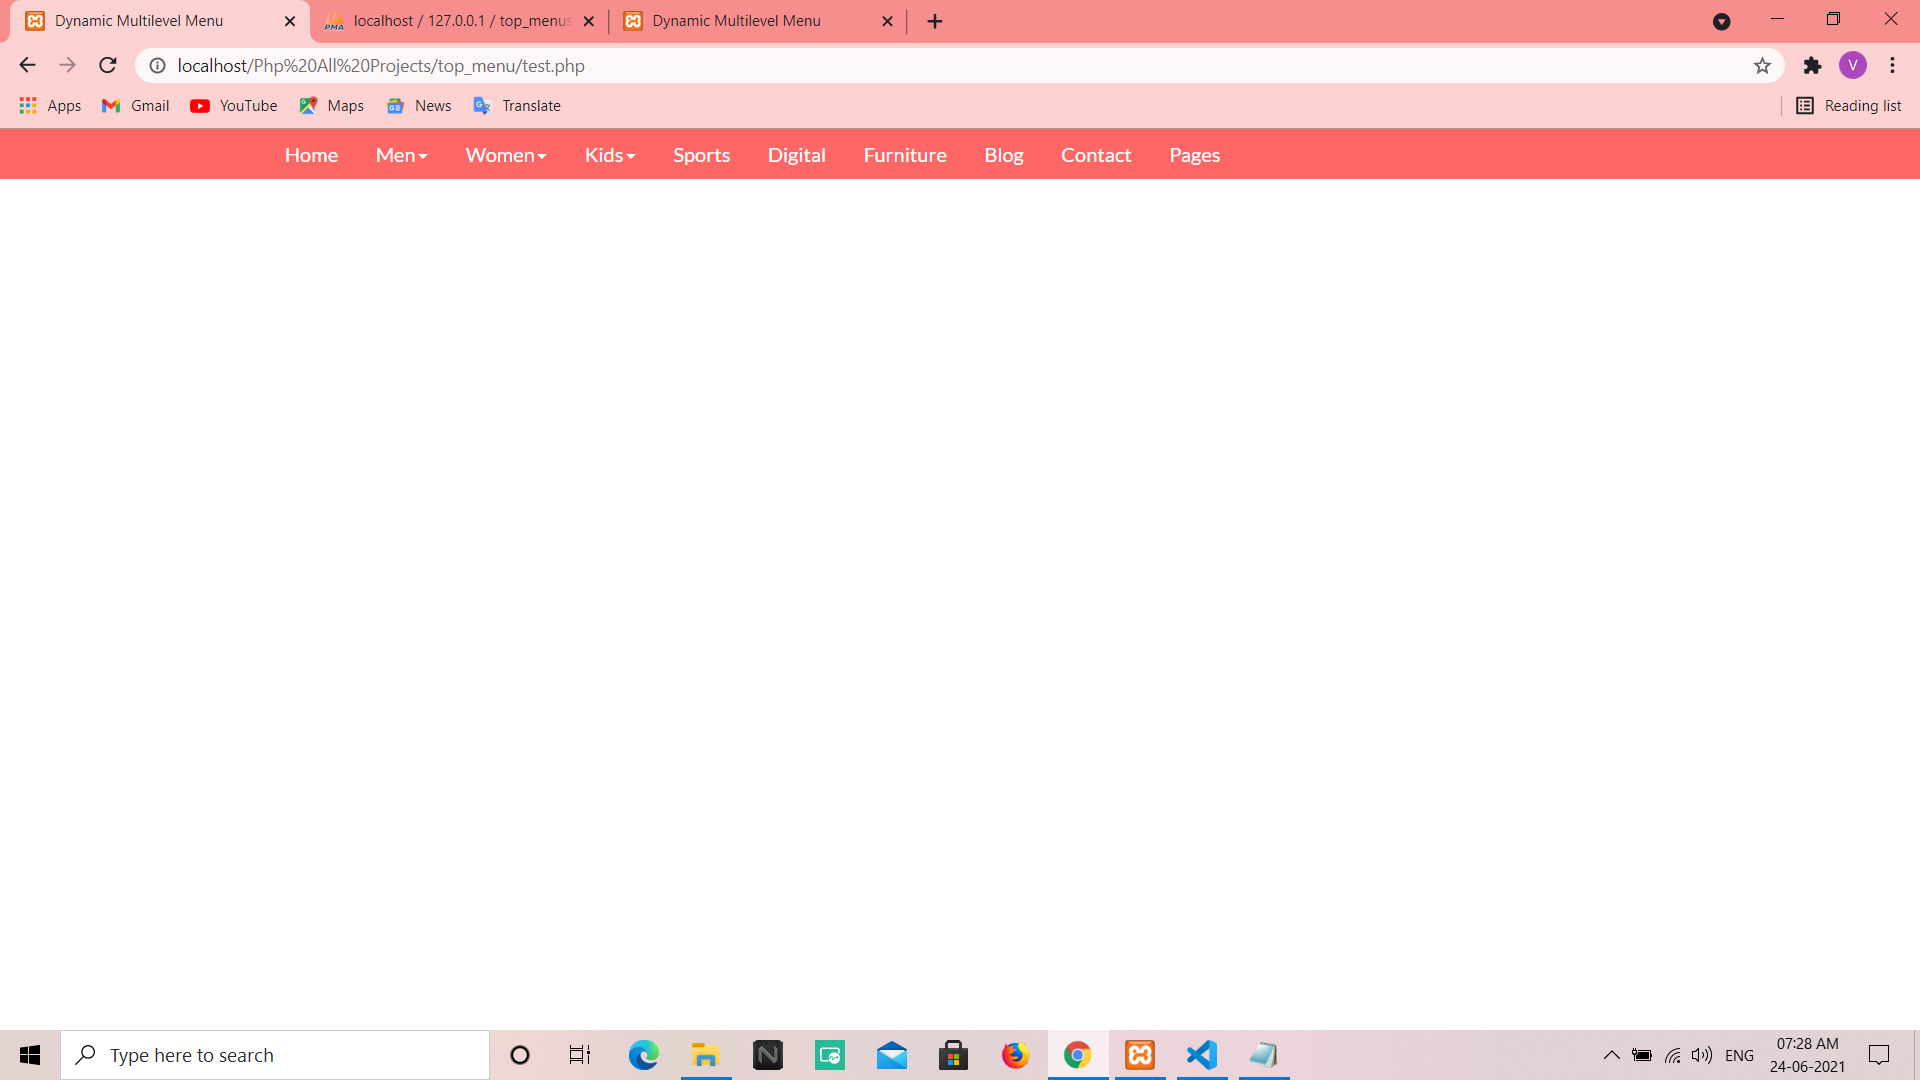 Dynamic Multilevel Menu
localhost / 127.0.0.1 / top_menus
Dynamic Multilevel Menu
localhost/Php%20All%20Projects/top_menu/test.php
V
Apps
Gmail
YouTube
Maps
News
Translate
Reading list
Home Men Women Kids Sports Digital Furniture Blog Contact Pages
Type here to search
ENG
07:28 AM
24-06-2021